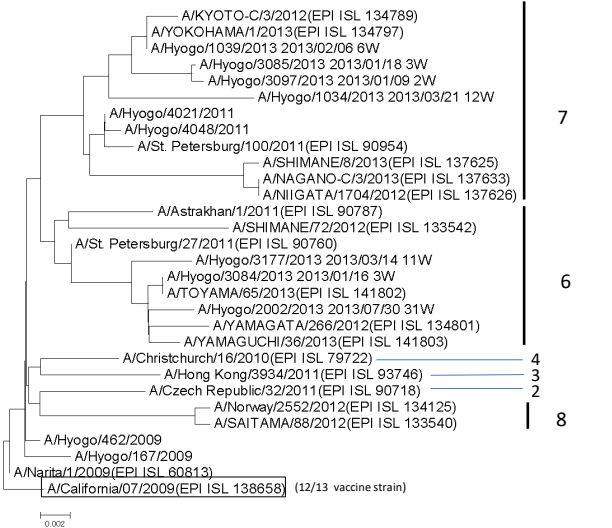 A/KYOTO-C/3/2012(EPI ISL 134789)
A/YOKOHAMA/1/2013(EPI ISL 134797)
A/Hyogo/1039/2013 2013/02/06 6W
A/Hyogo/3085/2013 2013/01/18 3W
A/Hyogo/3097/2013 2013/01/09 2W
A/Hyogo/1034/2013 2013/03/21 12W
A/Hyogo/4021/2011
A/Hyogo/4048/2011
A/St. Petersburg/100/2011(EPI ISL 90954)
A/SHIMANE/8/2013(EPI ISL 137625)
A/NAGANO-C/3/2013(EPI ISL 137633)
A/NIIGATA/1704/2012(EPI ISL 137626)
7
A/Astrakhan/1/2011(EPI ISL 90787)
A/SHIMANE/72/2012(EPI ISL 133542)
A/St. Petersburg/27/2011(EPI ISL 90760)
A/Hyogo/3177/2013 2013/03/14 11W
A/Hyogo/3084/2013 2013/01/16 3W
A/TOYAMA/65/2013(EPI ISL 141802)
A/Hyogo/2002/2013 2013/07/30 31W
A/YAMAGATA/266/2012(EPI ISL 134801)
A/YAMAGUCHI/36/2013(EPI ISL 141803)
6
A/Christchurch/16/2010(EPI ISL 79722) 4
A/Hong Kong/3934/2011(EPI ISL 93746) 3
A/Czech Republic/32/2011(EPI ISL 90718) 2
A/Norway/2552/2012(EPI ISL 134125)
A/SAITAMA/88/2012(EPI ISL 133540)
8
A/Hyogo/462/2009
A/Hyogo/167/2009
A/Narita/1/2009(EPI ISL 60813)
A/California/07/2009(EPI ISL 138658) (12/13 vaccine strain)
0.002